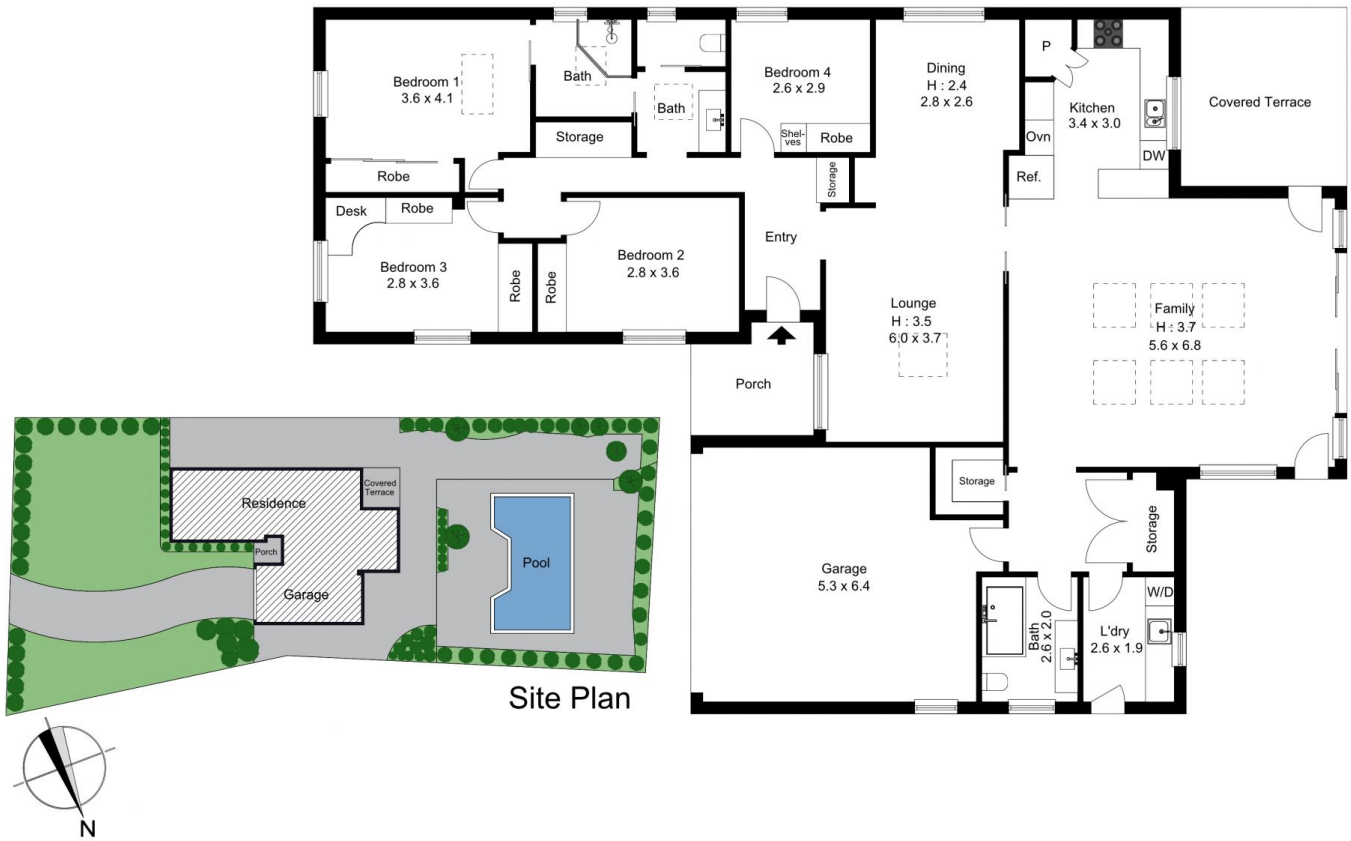 Bedroom 1
3.6 x 4.1
Bath
Bath
Storage
Robe
Bedroom 4
2.6 x 2.9
Shel-
ves
Robe
Dining
H : 2.4
2.8 x 2.6
P
Kitchen
3.4 x 3.0
Ovn
Ref.
DW
Covered Terrace
Desk
Robe
Bedroom 3
2.8 x 3.6
Robe
Robe
Bedroom 2
2.8 x 3.6
Storage
Entry
Lounge
H : 3.5
6.0 x 3.7
Family
H : 3.7
5.6 x 6.8
Porch
Storage
Storage
Garage
5.3 x 6.4
Bath
2.6 x 2.0
L'dry
2.6 x 1.9
W/D
Residence
Covered
Terrace
Porch
Garage
Pool
Site Plan
N